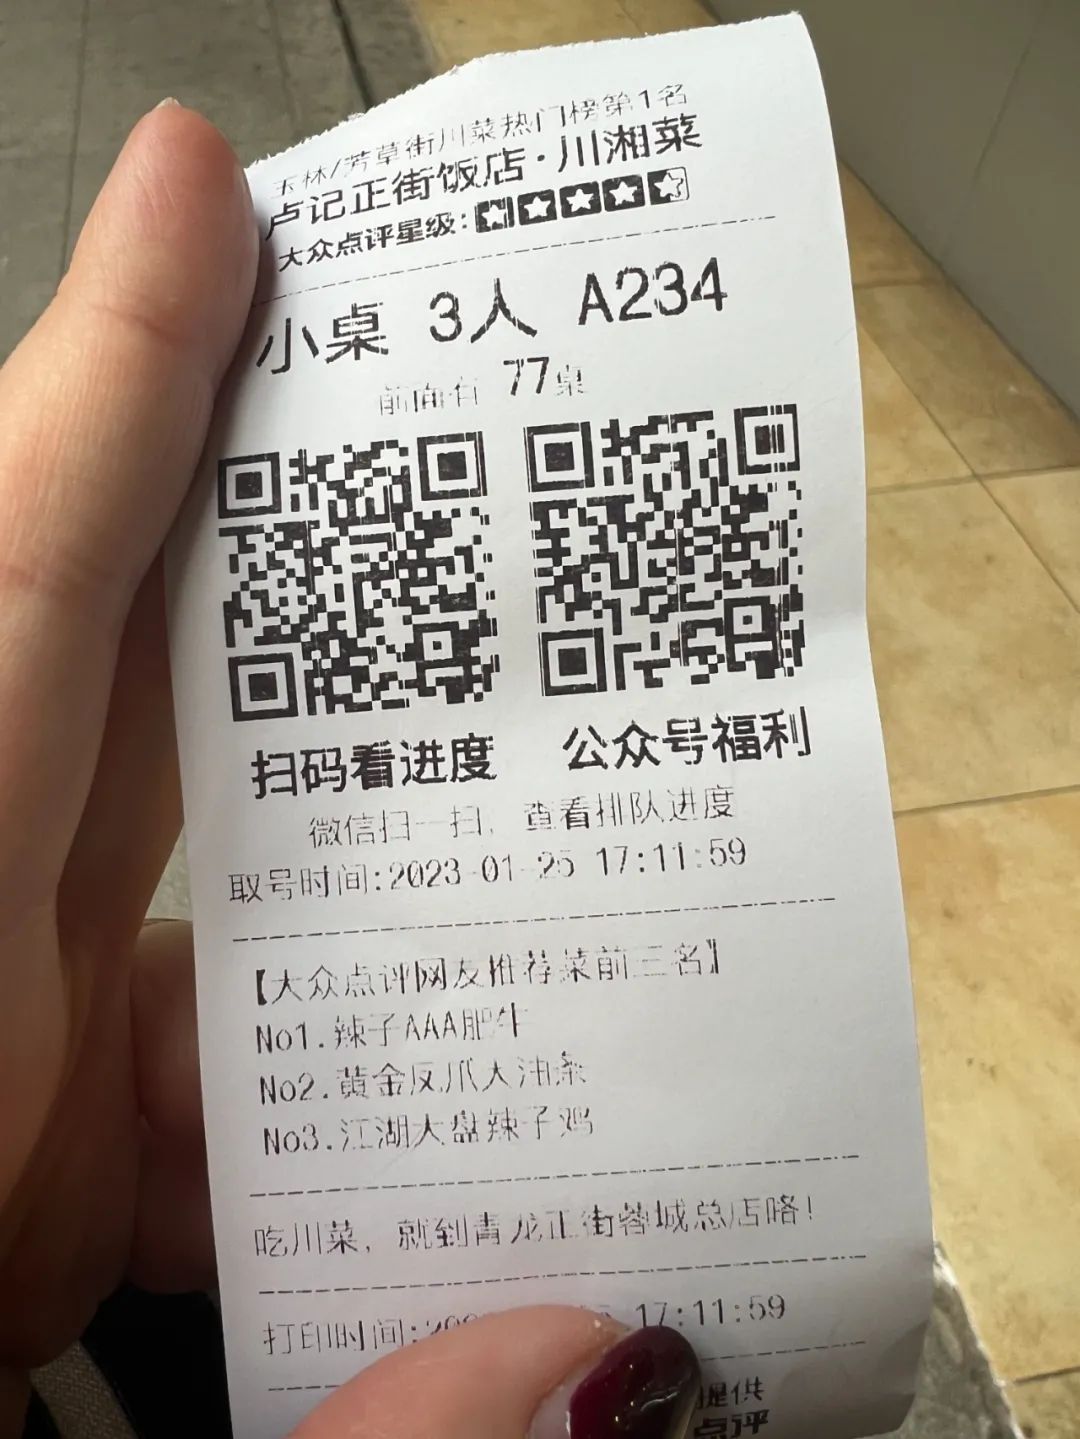 玉林/芳草街川菜热门榜第1名
卢记正街饭店·川湘菜
大众点评星级:
小桌 3人 A234
前面有 77桌
扫码看进度 公众号福利
微信扫一扫，查看排队进度
取号时间:2023-01-25 17:11:59
【大众点评网友推荐菜前三名】
No1.辣子AAA肥牛
No2.黄金反爪大油条
No3.江湖大盘辣子鸡
吃川菜，就到青龙正街蓉城总店咯!
打印时间: 17:11:59
提供
点评